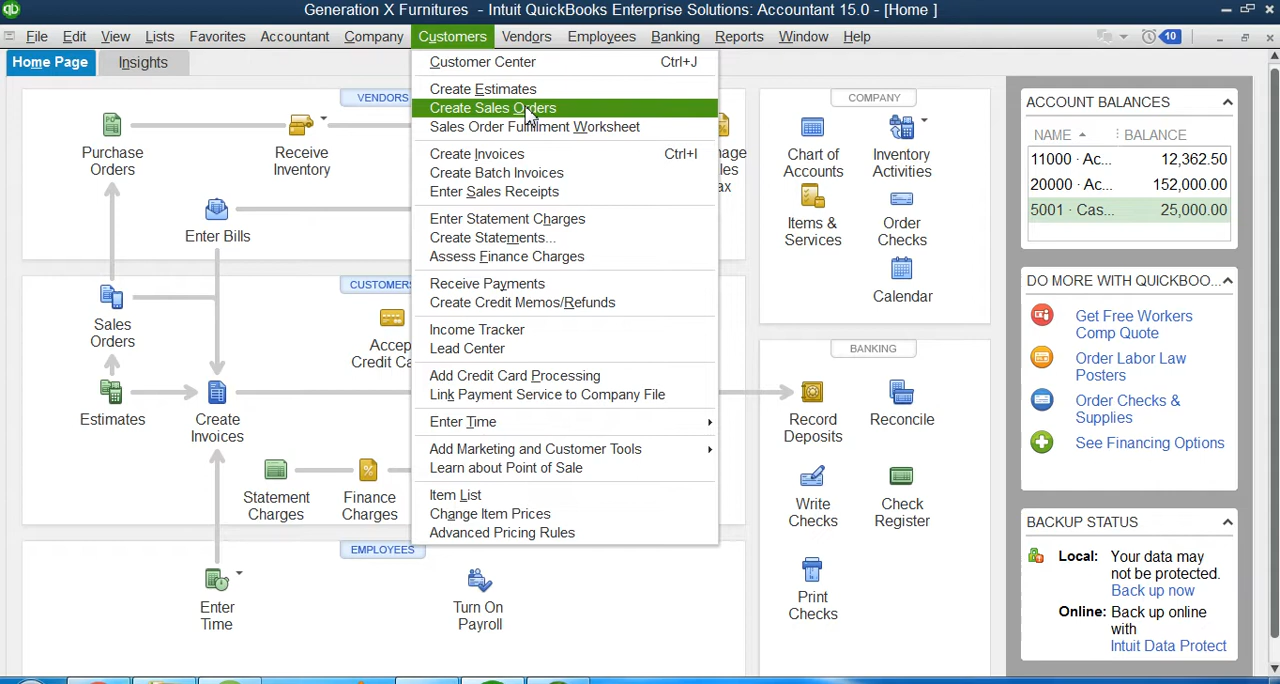 Generation X Furnitures - Intuit QuickBooks Enterprise Solutions: Accountant 15.0 - [Home ]
File Edit View Lists Favorites Accountant Company Customers Vendors Employees Banking Reports Window Help
10
Home Page
Insights
Customer Center Ctrl+J
Create Estimates
Create Sales Orders
Sales Order Fulfillment Worksheet
Create Invoices Ctrl+I
Create Batch Invoices
Enter Sales Receipts
Enter Statement Charges
Create Statements...
Assess Finance Charges
Receive Payments
Create Credit Memos/Refunds
Income Tracker
Lead Center
Add Credit Card Processing
Link Payment Service to Company File
Enter Time
Add Marketing and Customer Tools
Learn about Point of Sale
Item List
Change Item Prices
Advanced Pricing Rules
VENDORS
Purchase
Orders
Receive
Inventory
Enter Bills
CUSTOMERS
Sales
Orders
Accep
Credit Ca
Estimates
Create
Invoices
Statement
Charges
Finance
Charges
EMPLOYEES
Enter
Time
Turn On
Payroll
COMPANY
Chart of
Accounts
Inventory
Activities
Items &
Services
Order
Checks
Calendar
BANKING
Record
Deposits
Reconcile
Write
Checks
Check
Register
Print
Checks
ACCOUNT BALANCES
NAME BALANCE
11000 · Ac... 12,362.50
20000 · Ac... 152,000.00
5001 · Cas... 25,000.00
DO MORE WITH QUICKBOO...
Get Free Workers
Comp Quote
Order Labor Law
Posters
Order Checks &
Supplies
See Financing Options
BACKUP STATUS
Local: Your data may
not be protected.
Back up now
Online: Back up online
with
Intuit Data Protect